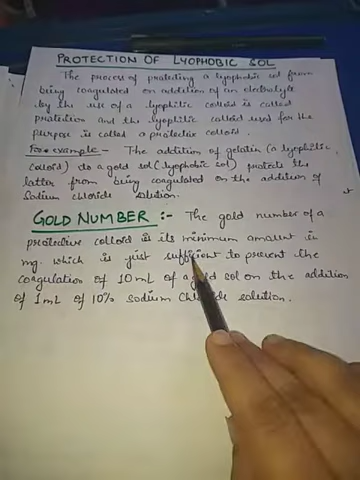 PROTECTION OF LYOPHOBIC SOL
The process of protecting a lyophobic sol from
being coagulated on addition of an electrolyte
by the use of a lyophilic colloid is called
protection and the lyophilic colloid used for the
purpose is called a protective colloid.
For example - The addition of gelatin (a lyophilic
colloid) to a gold sol (lyophobic sol) protects the
latter from being coagulated on the addition of
Sodium chloride solution.
GOLD NUMBER :- The gold number of a
protective colloid is its minimum amount in
mg. which is just sufficient to prevent the
coagulation of 10 mL of a gold sol on the addition
of 1 mL of 10% sodium Chloride solution.